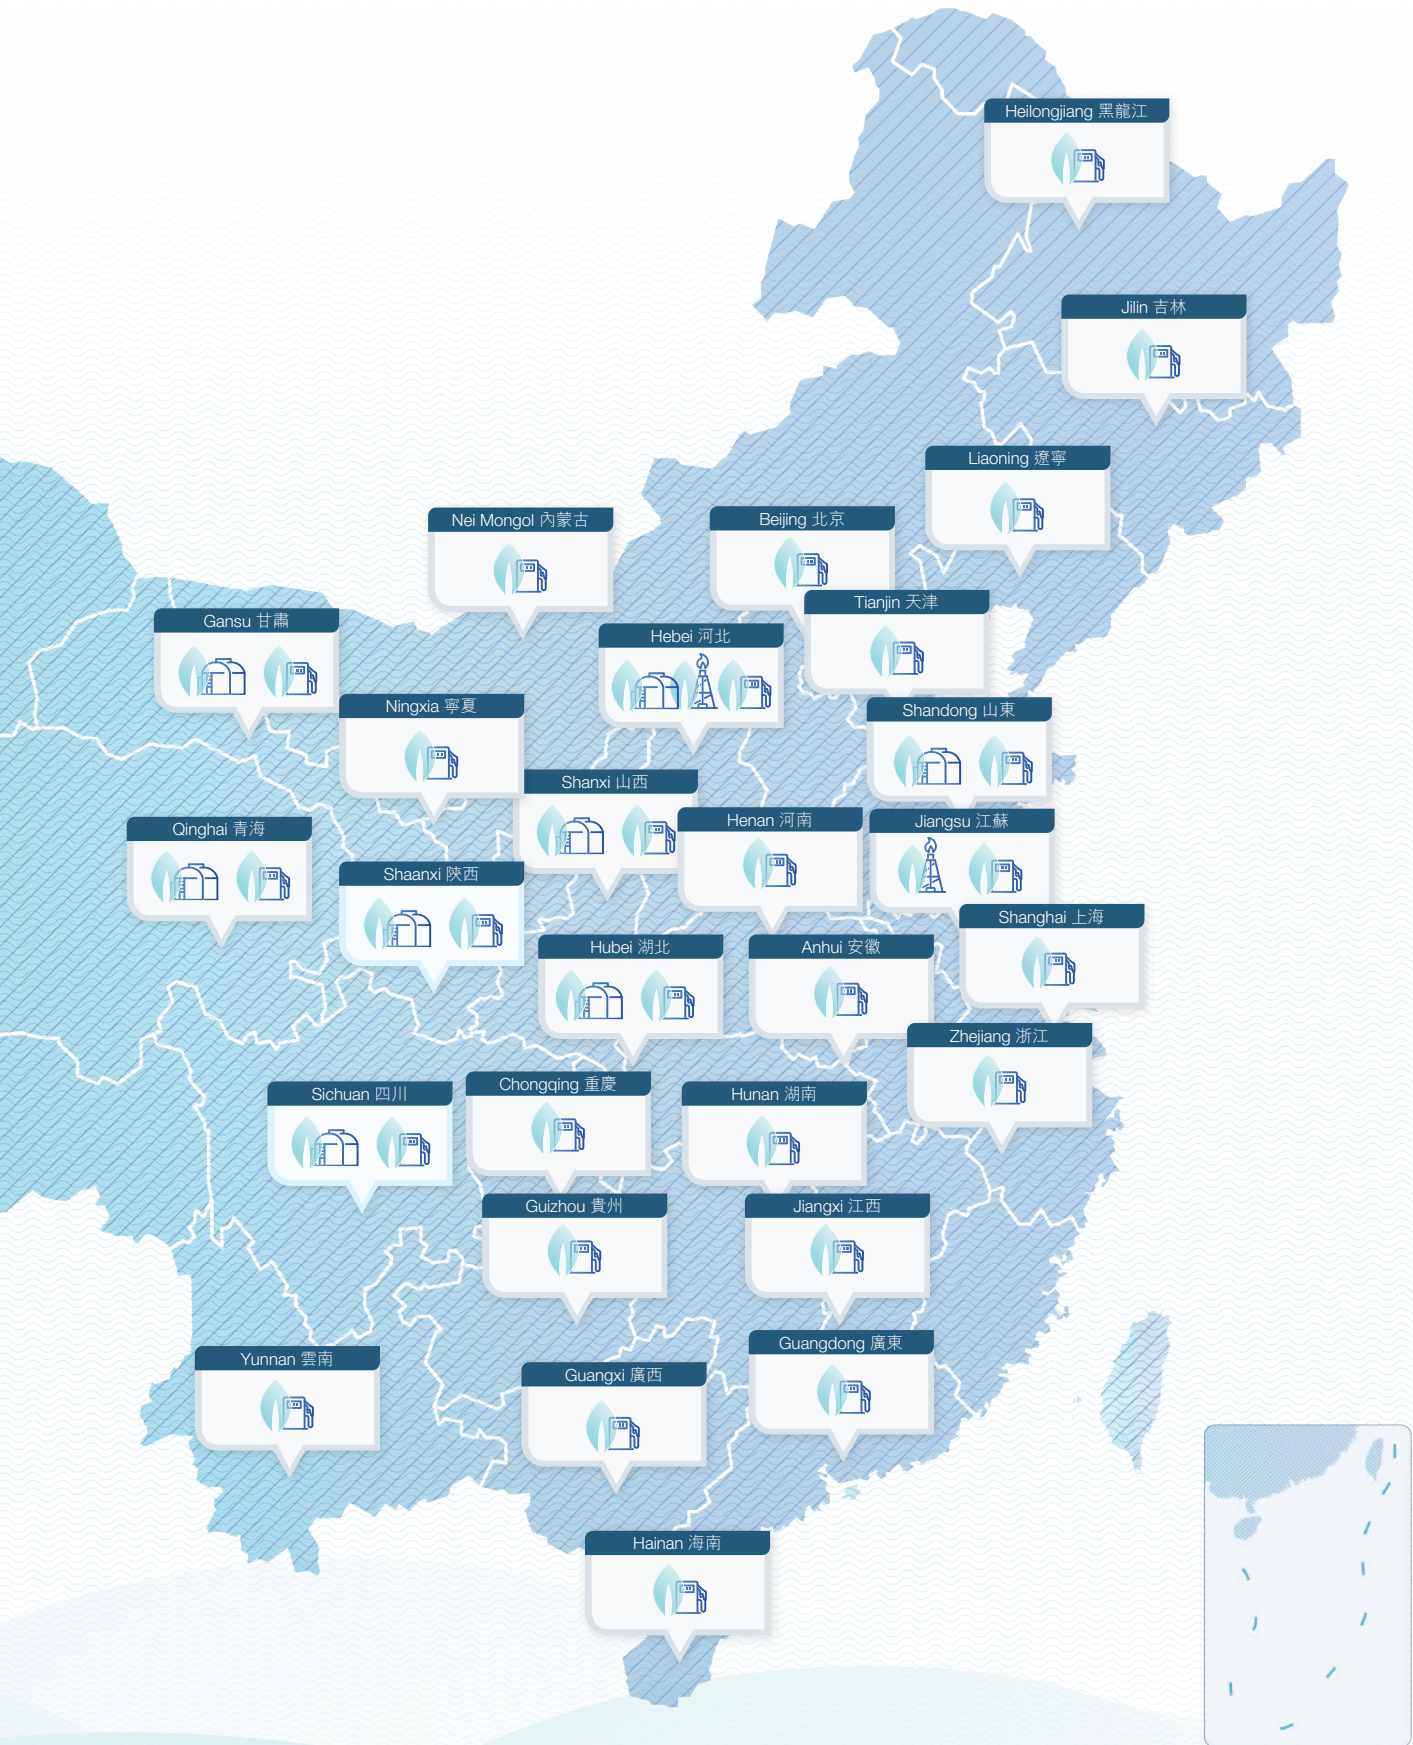 Heilongjiang 黑龍江
Jilin 吉林
Liaoning 遼寧
Nei Mongol 內蒙古
Beijing 北京
Tianjin 天津
Gansu 甘肅
Hebei 河北
Ningxia 寧夏
Shandong 山東
Shanxi 山西
Henan 河南
Jiangsu 江蘇
Qinghai 青海
Shaanxi 陝西
Shanghai 上海
Hubei 湖北
Anhui 安徽
Zhejiang 浙江
Sichuan 四川
Chongqing 重慶
Hunan 湖南
Guizhou 貴州
Jiangxi 江西
Guangdong 廣東
Yunnan 雲南
Guangxi 廣西
Hainan 海南